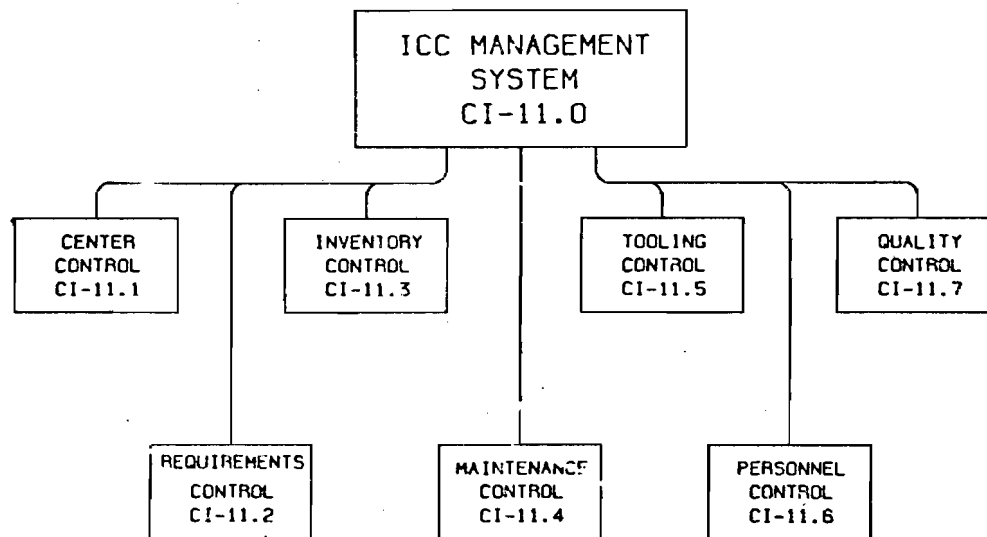 ICC MANAGEMENT
SYSTEM
CI-11.0
CENTER
CONTROL
CI-11.1
INVENTORY
CONTROL
CI-11.3
TOOLING
CONTROL
CI-11.5
QUALITY
CONTROL
CI-11.7
REQUIREMENTS
CONTROL
CI-11.2
MAINTENANCE
CONTROL
CI-11.4
PERSONNEL
CONTROL
CI-11.6